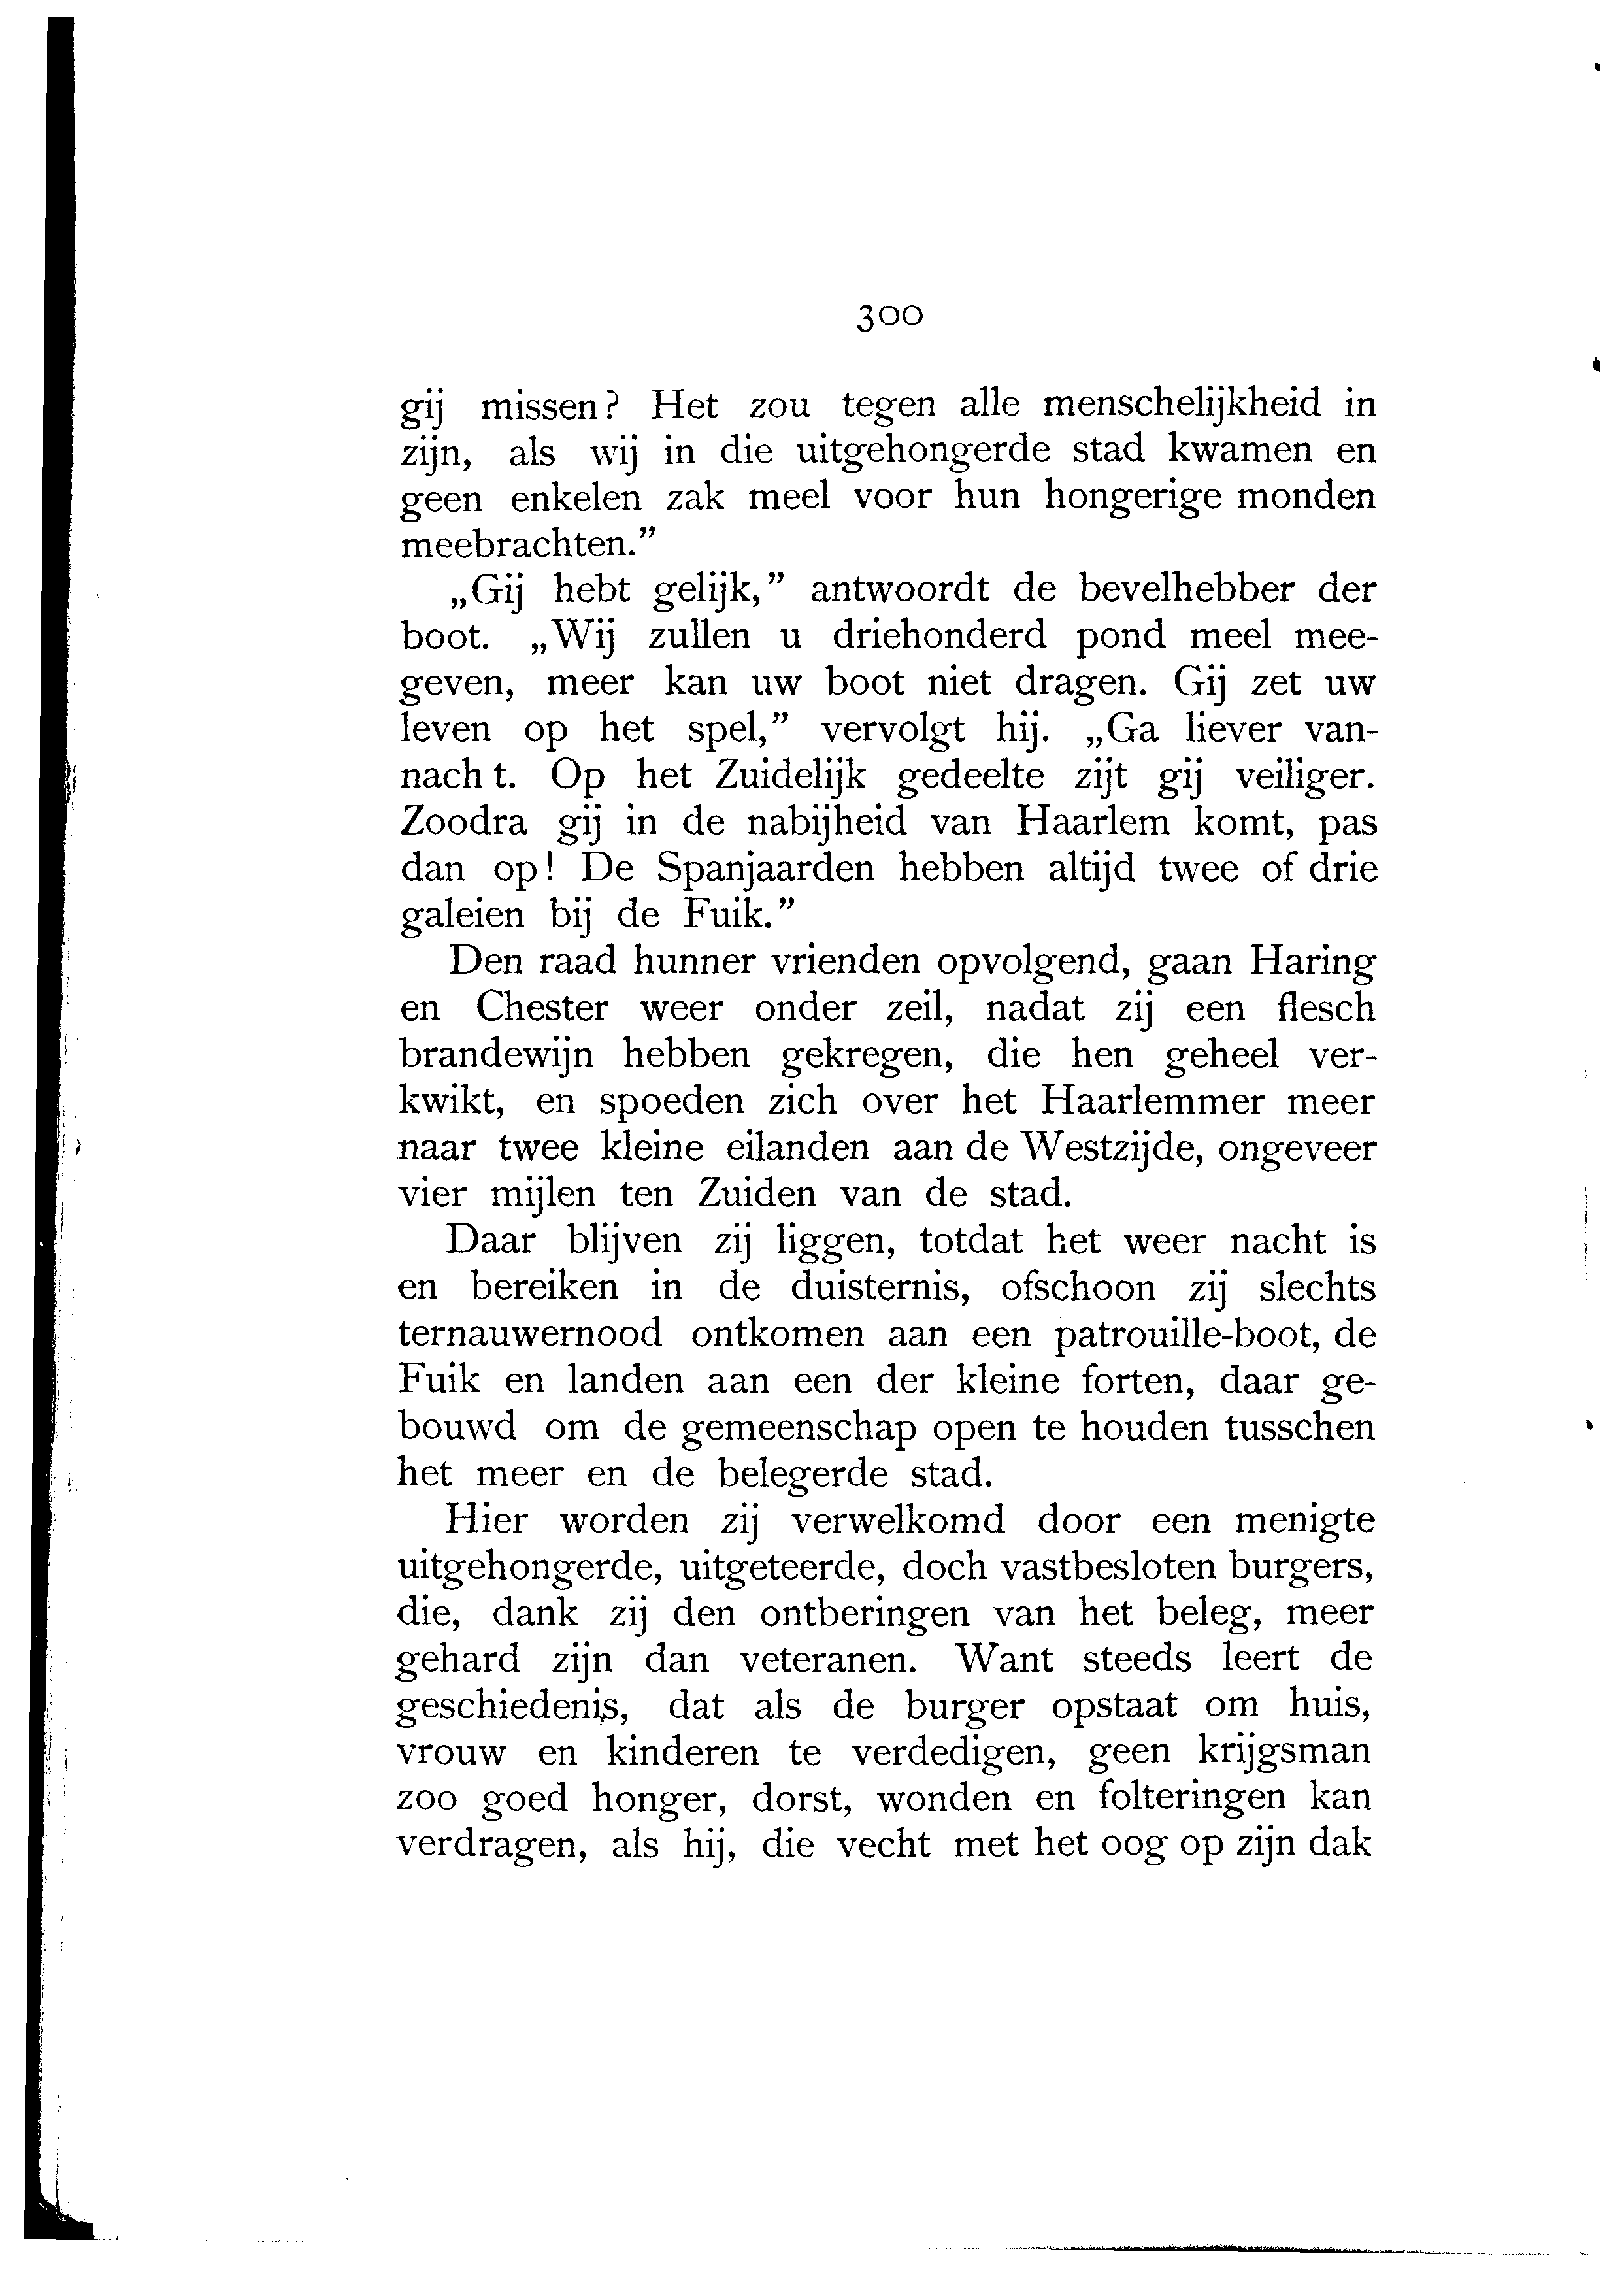 300
gij missen? Het zou tegen alle menschelijkheid in
zijn, als wij in die uitgehongerde stad kwamen en
geen enkelen zak meel voor hun hongerige monden
meebrachten.”
„Gij hebt gelijk,” antwoordt de bevelhebber der
boot. „Wij zullen u driehonderd pond meel mee-
geven, meer kan uw boot niet dragen. Gij zet uw
leven op het spel,” vervolgt hij. „Ga liever van-
nach t. Op het Zuidelijk gedeelte zijt gij veiliger.
Zoodra gij in de nabijheid van Haarlem komt, pas
dan op! De Spanjaarden hebben altijd twee of drie
galeien bij de Fuik.”
Den raad hunner vrienden opvolgend, gaan Haring
en Chester weer onder zeil, nadat zij een flesch
brandewijn hebben gekregen, die hen geheel ver-
kwikt, en spoeden zich over het Haarlemmer meer
naar twee kleine eilanden aan de Westzijde, ongeveer
vier mijlen ten Zuiden van de stad.
Daar blijven zij liggen, totdat het weer nacht is
en bereiken in de duisternis, ofschoon zij slechts
ternauwernood ontkomen aan een patrouille-boot, de
Fuik en landen aan een der kleine forten, daar ge-
bouwd om de gemeenschap open te houden tusschen
het meer en de belegerde stad.
Hier worden zij verwelkomd door een menigte
uitgehongerde, uitgeteerde, doch vastbesloten burgers,
die, dank zij den ontberingen van het beleg, meer
gehard zijn dan veteranen. Want steeds leert de
geschiedenis, dat als de burger opstaat om huis,
vrouw en kinderen te verdedigen, geen krijgsman
zoo goed honger, dorst, wonden en folteringen kan
verdragen, als hij, die vecht met het oog op zijn dak